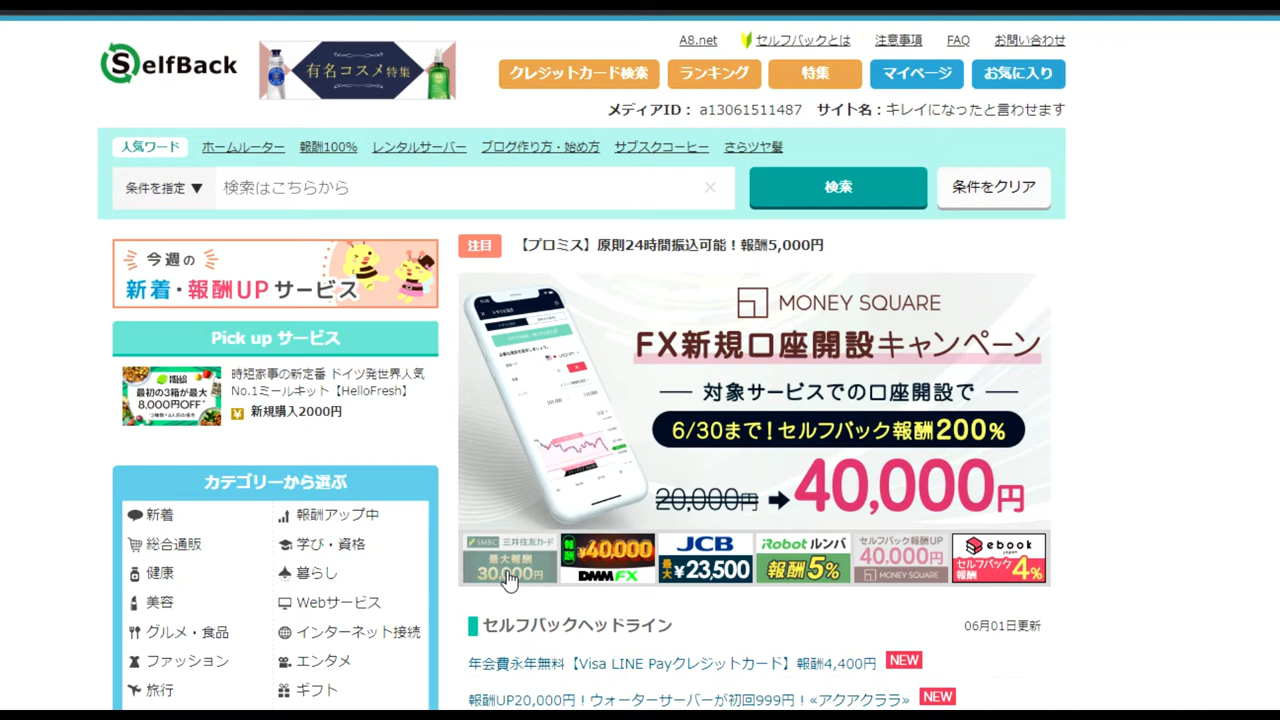 A8.net セルフバックとは 注意事項 FAQ お問い合わせ
SelfBack
有名コスメ特集
クレジットカード検索 ランキング 特集 マイページ お気に入り
メディアID： a13061511487 サイト名：キレイになったと言わせます
人気ワード ホームルーター 報酬100% レンタルサーバー ブログ作り方・始め方 サブスクコーヒー さらツヤ髪
条件を指定 ▼ 検索はこちらから × 検索 条件をクリア
今週の
新着・報酬UPサービス
注目 【プロミス】原則24時間振込可能！報酬5,000円
Pick up サービス
最初の3箱が最大
8,000円OFF
時短家事の新定番 ドイツ発世界人気
No.1ミールキット【HelloFresh】
新規購入2000円
MONEY SQUARE
FX新規口座開設キャンペーン
対象サービスでの口座開設で
6/30まで！セルフバック報酬200%
20,000円 ➡ 40,000円
SMBC 三井住友カード
最大報酬
30,000円
報酬 ¥40,000
DMM FX
JCB
最大 ¥23,500
iRobot ルンバ
報酬5%
セルフバック報酬UP
40,000円
MONEY SQUARE
ebook japan
セルフバック
報酬 4%
カテゴリーから選ぶ
新着 報酬アップ中
総合通販 学び・資格
健康 暮らし
美容 Webサービス
グルメ・食品 インターネット接続
ファッション エンタメ
旅行 ギフト
セルフバックヘッドライン 06月01日更新
年会費永年無料【Visa LINE Payクレジットカード】報酬4,400円 NEW
報酬UP20,000円！ウォーターサーバーが初回999円！≪アクアクララ≫ NEW